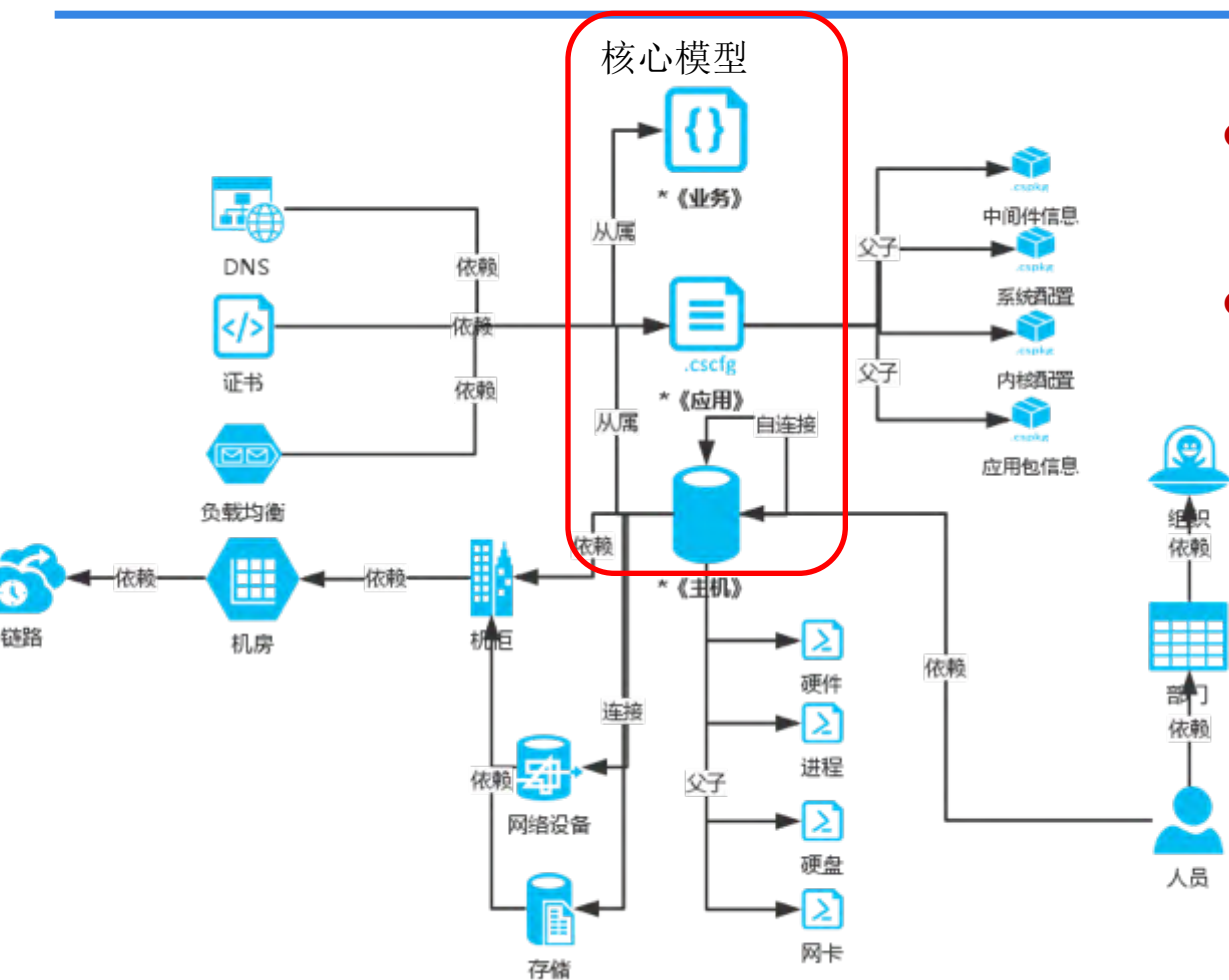 核心模型
*《业务》
.cspkg
中间件信息
DNS
从属
父子
依赖
.cspkg
系统配置
</>
依赖
证书
.cscfg
*《应用》
.cspkg
内核配置
父子
依赖
从属
自连接
.cspkg
应用包信息
负载均衡
组织
依赖
依赖
依赖
依赖
*《主机》
链路
机房
机柜
硬件
依赖
部门
连接
依赖
进程
依赖
父子
网络设备
硬盘
人员
网卡
存储